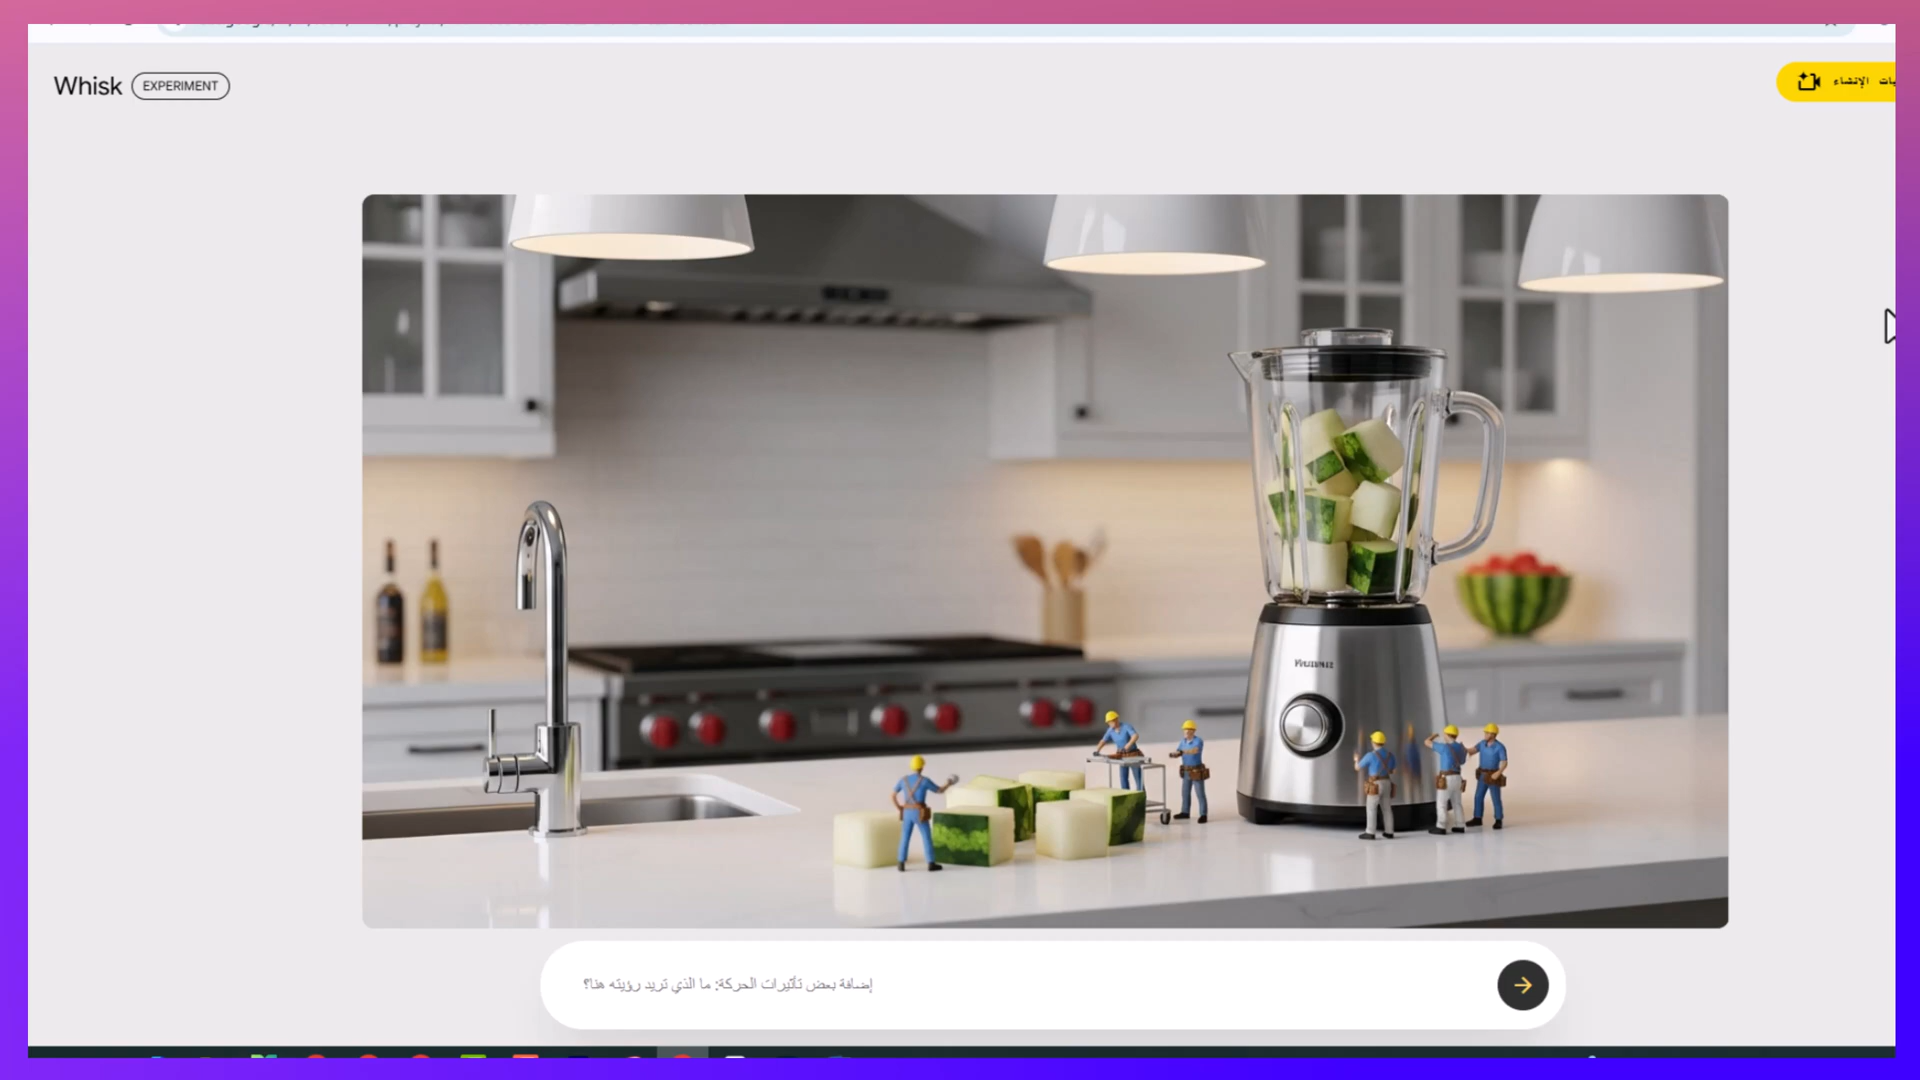 Whisk EXPERIMENT
الإنشاء
إضافة بعض تأثيرات الحركة: ما الذي تريد رؤيته هنا؟